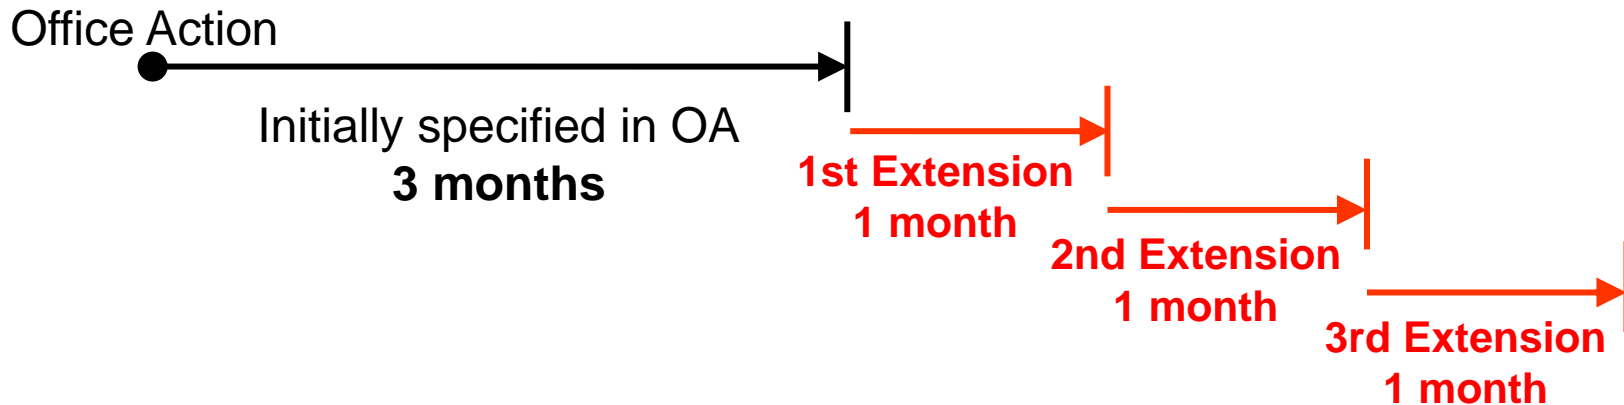 Office Action
Initially specified in OA
3 months
1st Extension
1 month
2nd Extension
1 month
3rd Extension
1 month